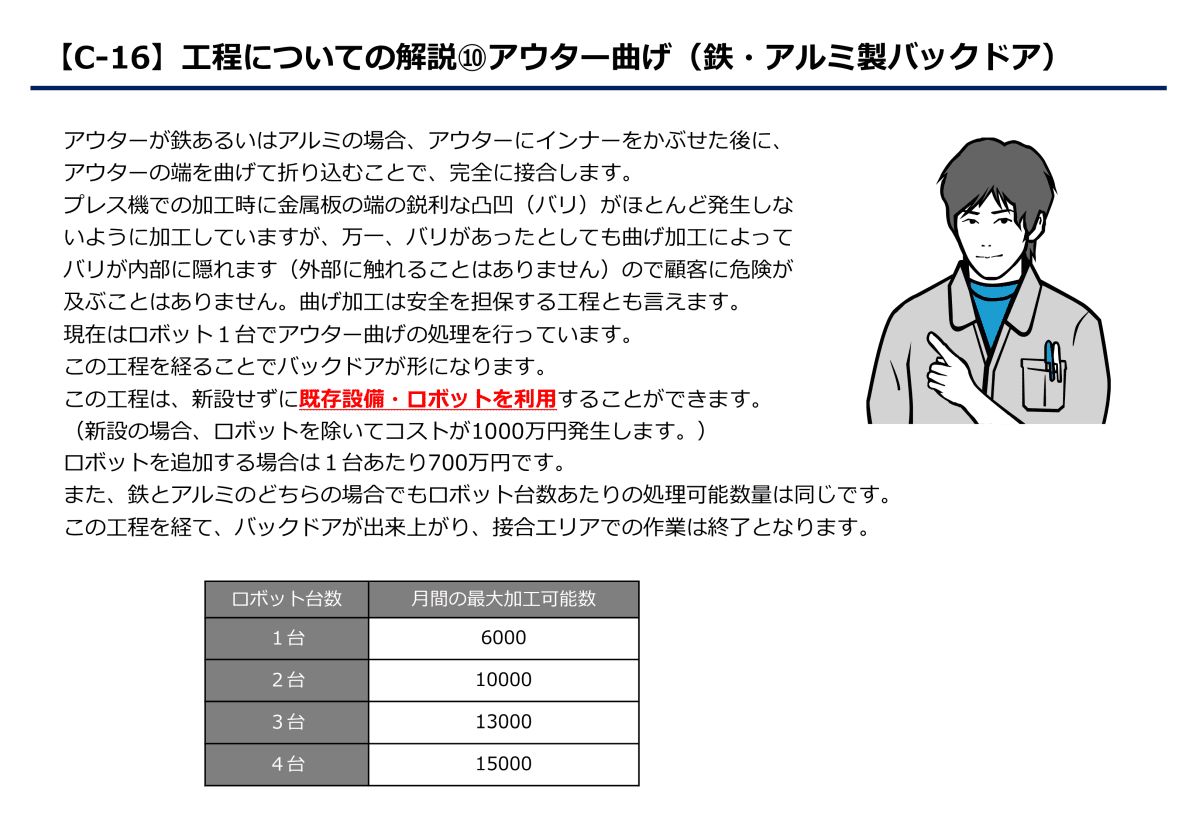 【C-16】工程についての解説⑩アウター曲げ（鉄・アルミ製バックドア）
アウターが鉄あるいはアルミの場合、アウターにインナーをかぶせた後に、
アウターの端を曲げて折り込むことで、完全に接合します。
プレス機での加工時に金属板の端の鋭利な凸凹（バリ）がほとんど発生しな
いように加工していますが、万一、バリがあったとしても曲げ加工によって
バリが内部に隠れます（外部に触れることはありません）ので顧客に危険が
及ぶことはありません。曲げ加工は安全を担保する工程とも言えます。
現在はロボット１台でアウター曲げの処理を行っています。
この工程を経ることでバックドアが形になります。
この工程は、新設せずに既存設備・ロボットを利用することができます。
（新設の場合、ロボットを除いてコストが1000万円発生します。）
ロボットを追加する場合は１台あたり700万円です。
また、鉄とアルミのどちらの場合でもロボット台数あたりの処理可能数量は同じです。
この工程を経て、バックドアが出来上がり、接合エリアでの作業は終了となります。
ロボット台数 月間の最大加工可能数
１台 6000
２台 10000
３台 13000
４台 15000